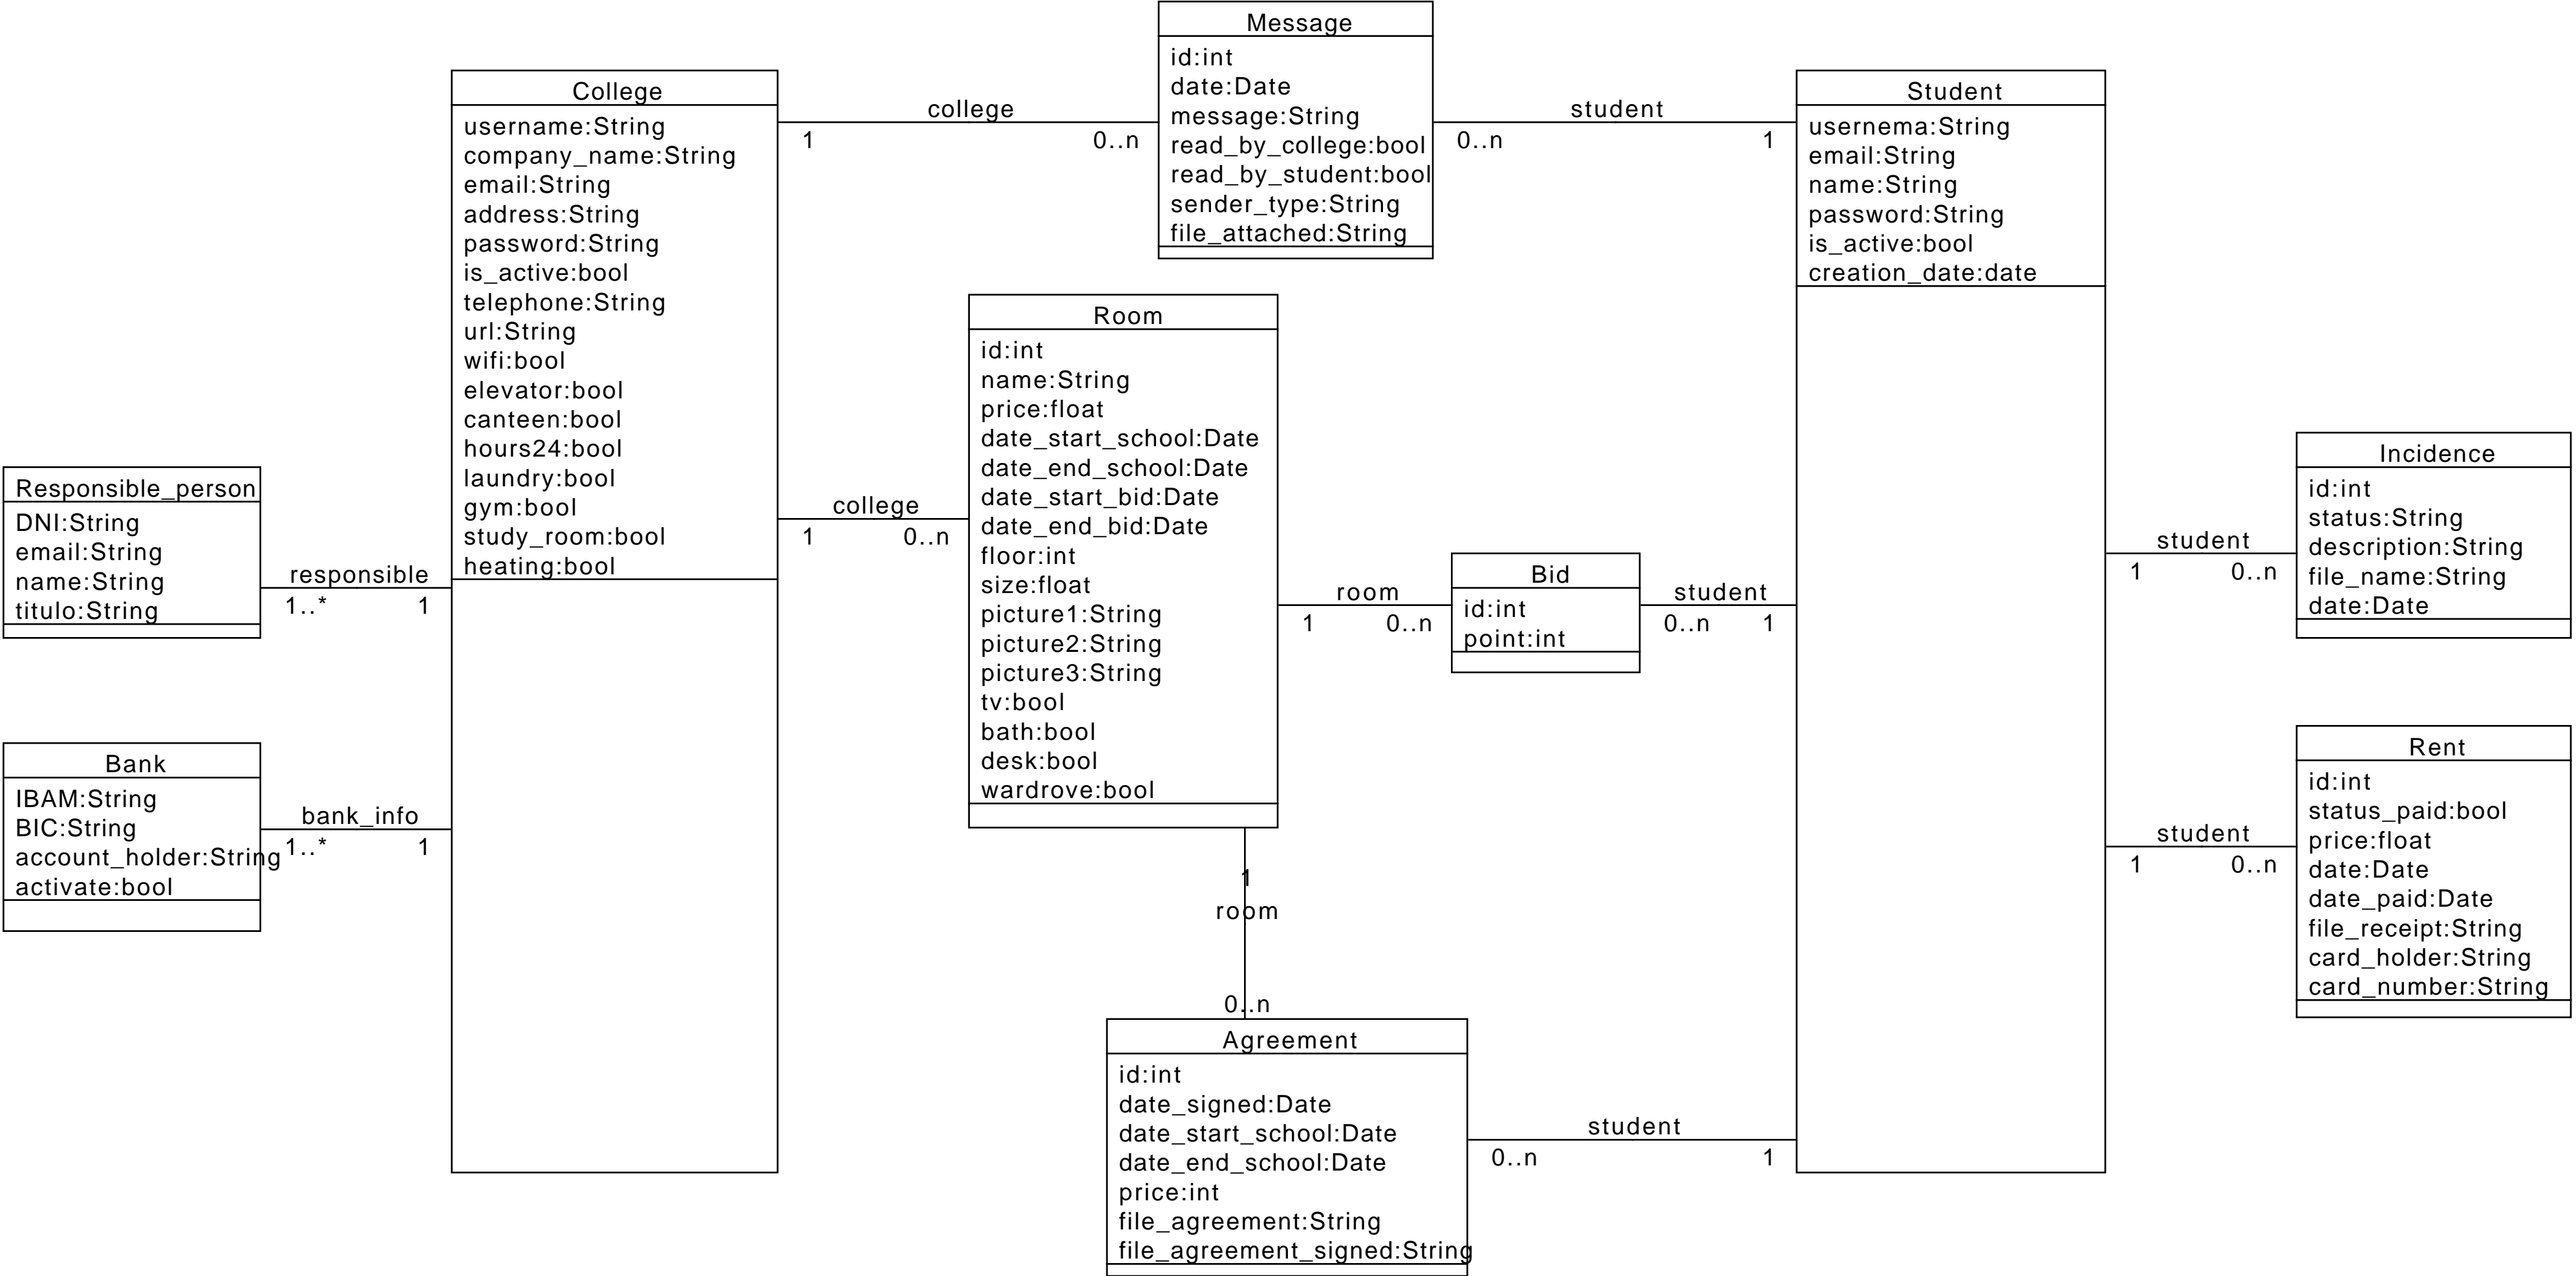 Message
id:int
date:Date
message:String
read_by_college:bool
read_by_student:bool
sender_type:String
file_attached:String
College
username:String
company_name:String
email:String
address:String
password:String
is_active:bool
telephone:String
url:String
wifi:bool
elevator:bool
canteen:bool
hours24:bool
laundry:bool
gym:bool
study_room:bool
heating:bool
college
1
0..n
student
0..n
1
Student
usernema:String
email:String
name:String
password:String
is_active:bool
creation_date:date
Room
id:int
name:String
price:float
date_start_school:Date
date_end_school:Date
date_start_bid:Date
date_end_bid:Date
floor:int
size:float
picture1:String
picture2:String
picture3:String
tv:bool
bath:bool
desk:bool
wardrove:bool
college
1
0..n
Responsible_person
DNI:String
email:String
name:String
titulo:String
responsible
1..*
1
Bank
IBAM:String
BIC:String
account_holder:String
activate:bool
bank_info
1..*
1
room
1
0..n
Bid
id:int
point:int
student
0..n
1
Incidence
id:int
status:String
description:String
file_name:String
date:Date
student
1
0..n
Rent
id:int
status_paid:bool
price:float
date:Date
date_paid:Date
file_receipt:String
card_holder:String
card_number:String
student
1
0..n
1
room
0..n
Agreement
id:int
date_signed:Date
date_start_school:Date
date_end_school:Date
price:int
file_agreement:String
file_agreement_signed:String
student
0..n
1